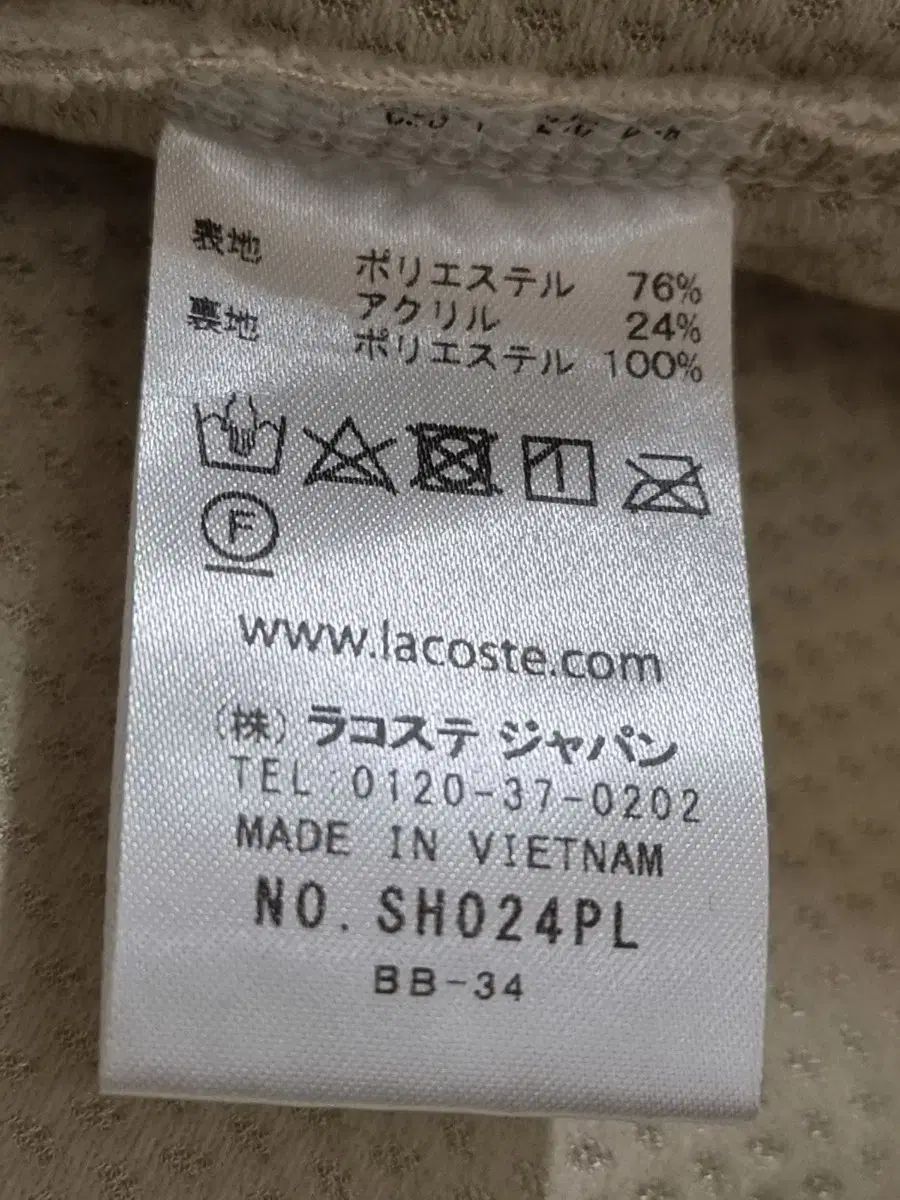 表地 ポリエステル 76%
アクリル 24%
裏地 ポリエステル 100%
F
www.lacoste.com
(株) ラコステ ジャパン
TEL:0120-37-0202
MADE IN VIETNAM
NO. SH024PL
BB-34